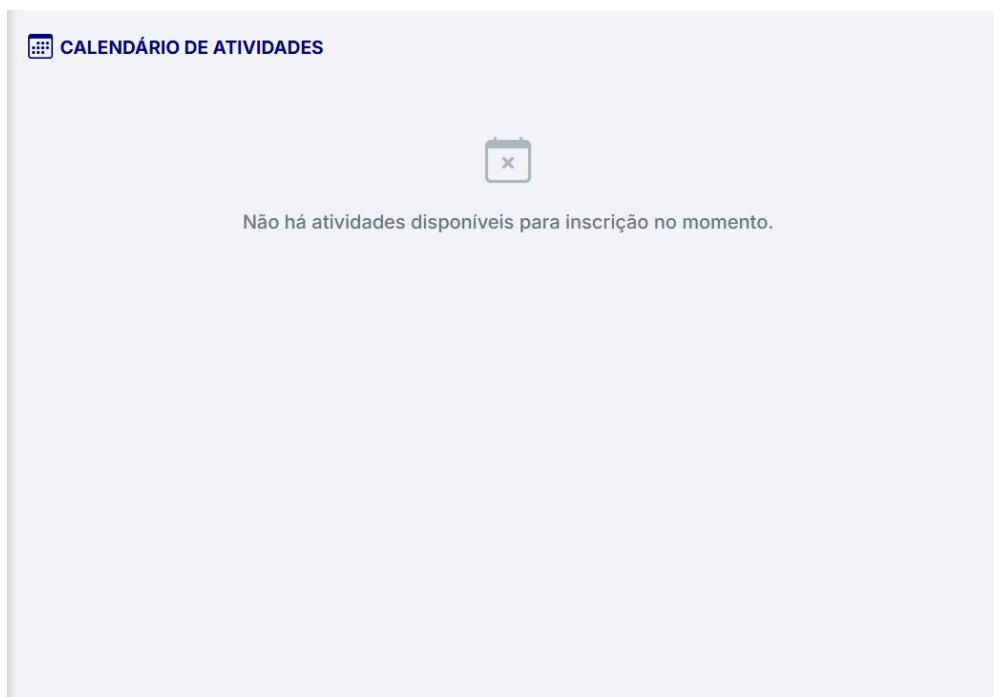 CALENDÁRIO DE ATIVIDADES
Não há atividades disponíveis para inscrição no momento.